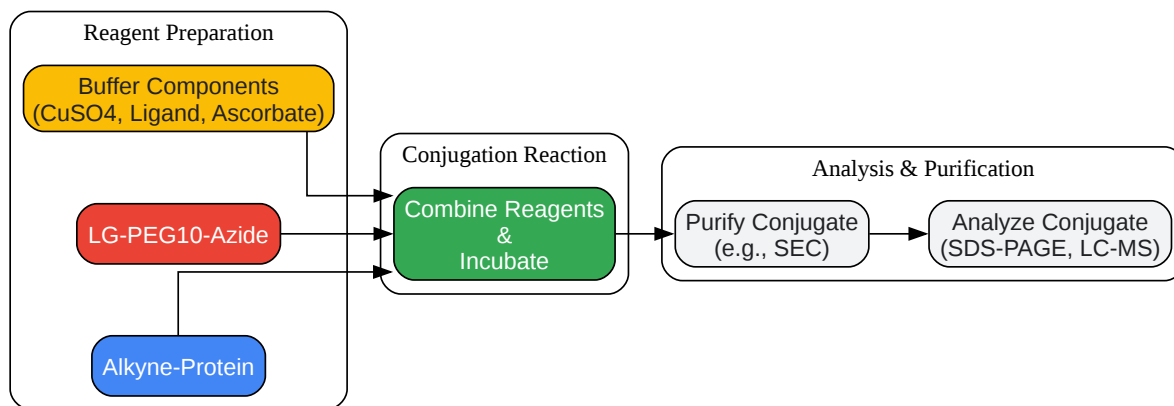 Reagent Preparation
Buffer Components
(CuSO4, Ligand, Ascorbate)
LG-PEG10-Azide
Alkyne-Protein
Conjugation Reaction
Combine Reagents
&
Incubate
Analysis & Purification
Purify Conjugate
(e.g., SEC)
Analyze Conjugate
(SDS-PAGE, LC-MS)